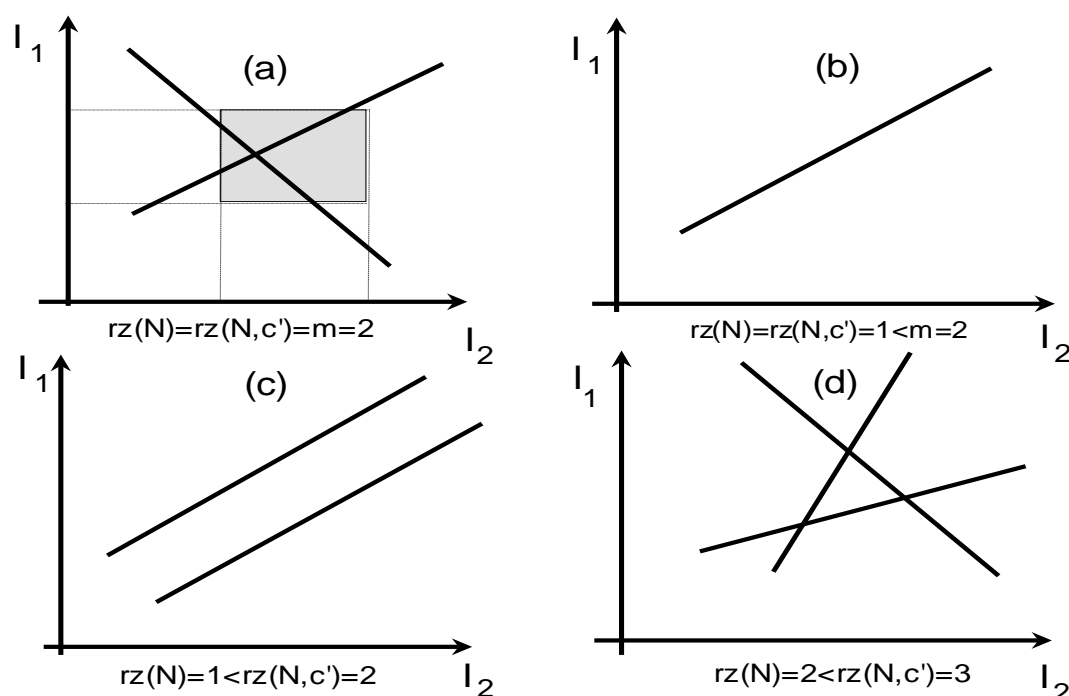 I 1
(a)
I 2
rz(N)=rz(N,c')=m=2
I 1
(b)
I 2
rz(N)=rz(N,c')=1<m=2
I 1
(c)
I 2
rz(N)=1<rz(N,c')=2
I 1
(d)
I 2
rz(N)=2<rz(N,c')=3